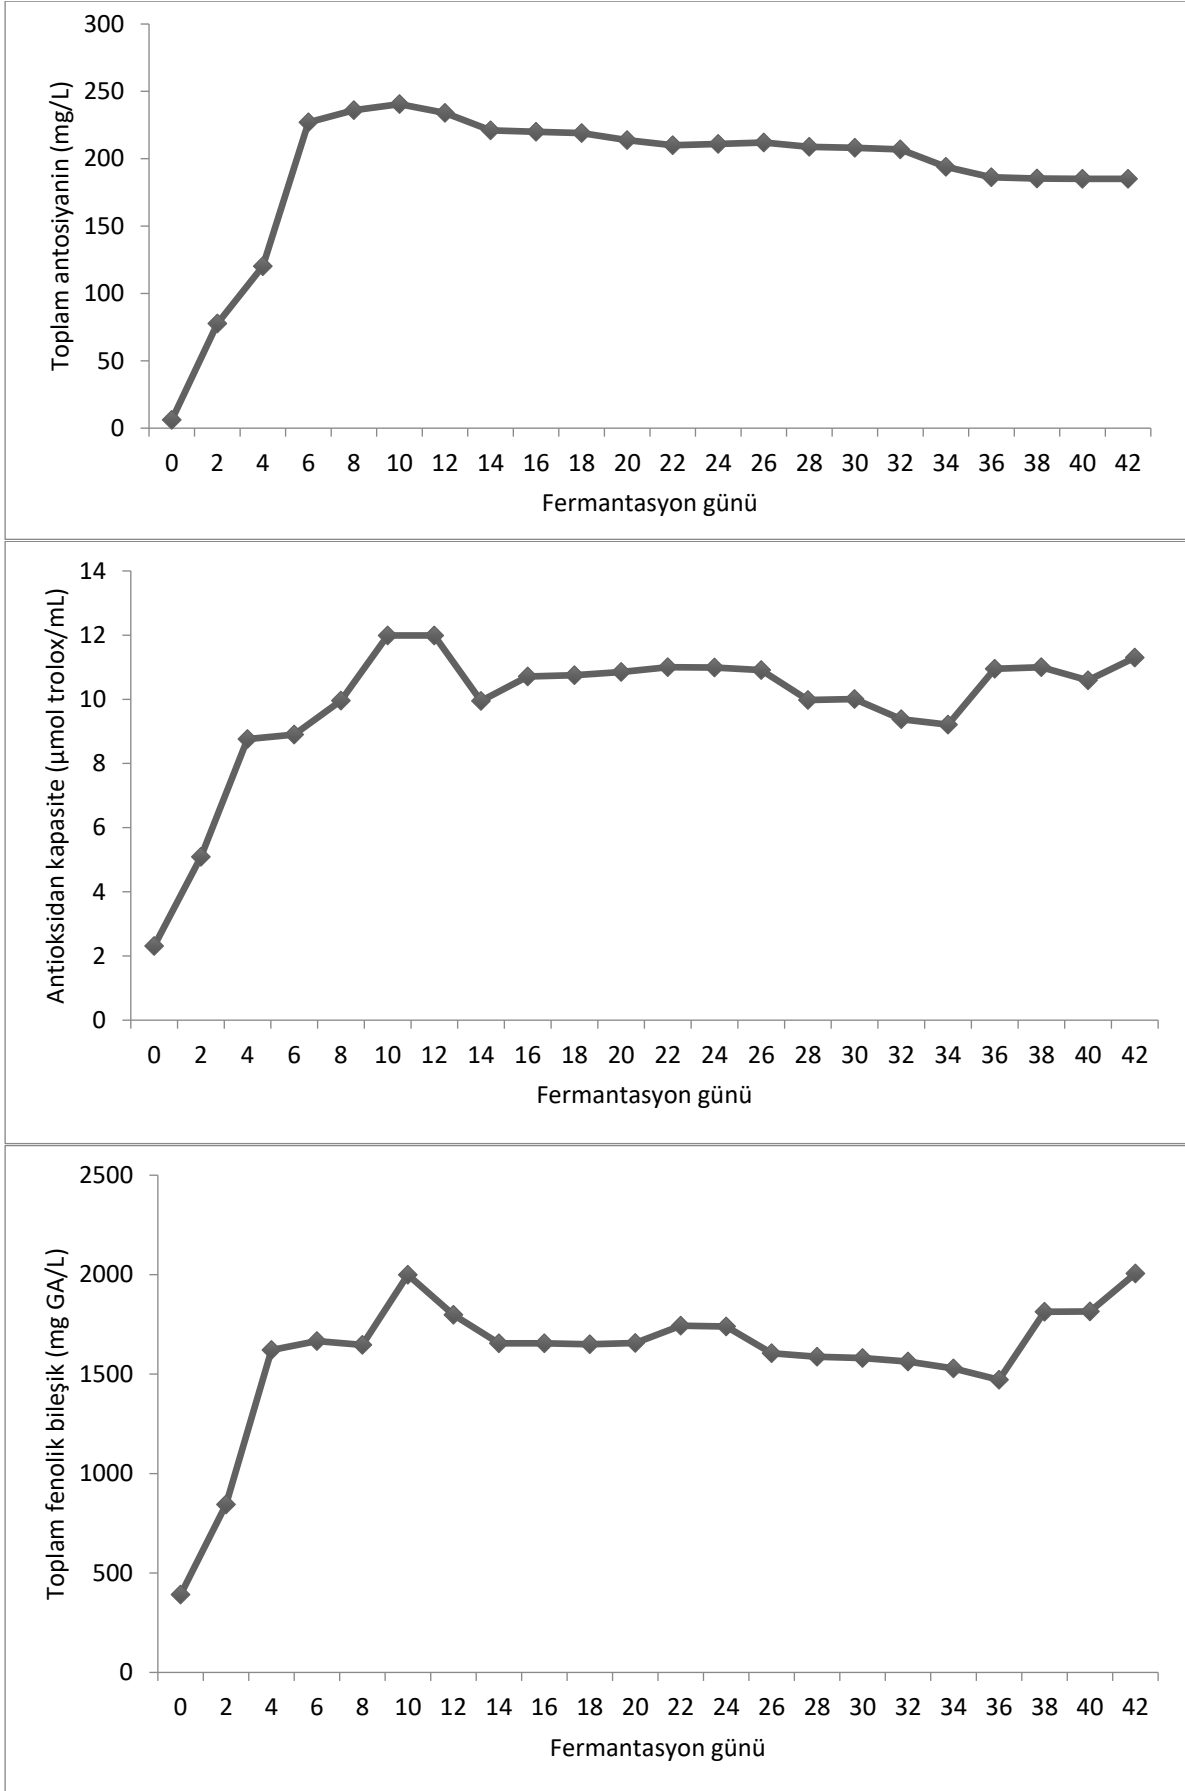 Toplam antosiyanin (mg/L)
300
250
200
150
100
50
0
0 2 4 6 8 10 12 14 16 18 20 22 24 26 28 30 32 34 36 38 40 42
Fermantasyon günü
Antioksidan kapasite (µmol trolox/mL)
14
12
10
8
6
4
2
0
0 2 4 6 8 10 12 14 16 18 20 22 24 26 28 30 32 34 36 38 40 42
Fermantasyon günü
Toplam fenolik bileşik (mg GA/L)
2500
2000
1500
1000
500
0
0 2 4 6 8 10 12 14 16 18 20 22 24 26 28 30 32 34 36 38 40 42
Fermantasyon günü